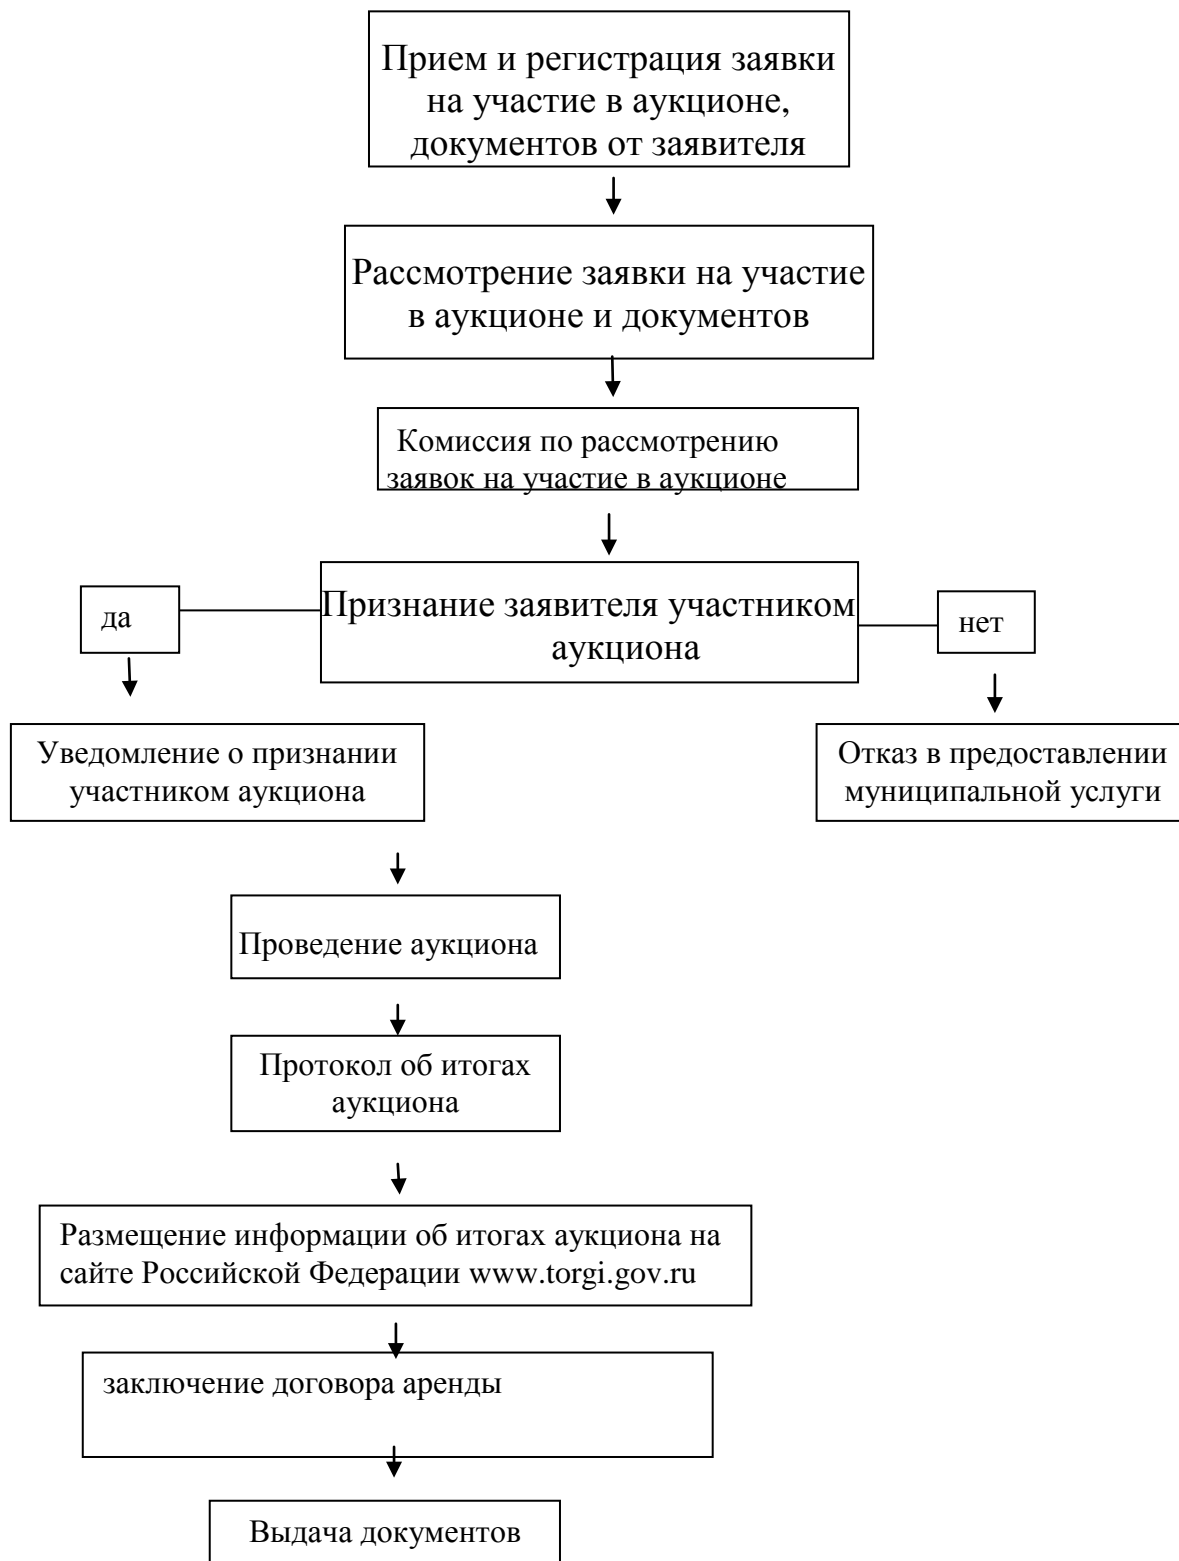 Прием и регистрация заявки
на участие в аукционе,
документов от заявителя
Рассмотрение заявки на участие
в аукционе и документов
Комиссия по рассмотрению
заявок на участие в аукционе
Признание заявителя участником
аукциона
да
нет
Уведомление о признании
участником аукциона
Отказ в предоставлении
муниципальной услуги
Проведение аукциона
Протокол об итогах
аукциона
Размещение информации об итогах аукциона на
сайте Российской Федерации www.torgi.gov.ru
заключение договора аренды
Выдача документов